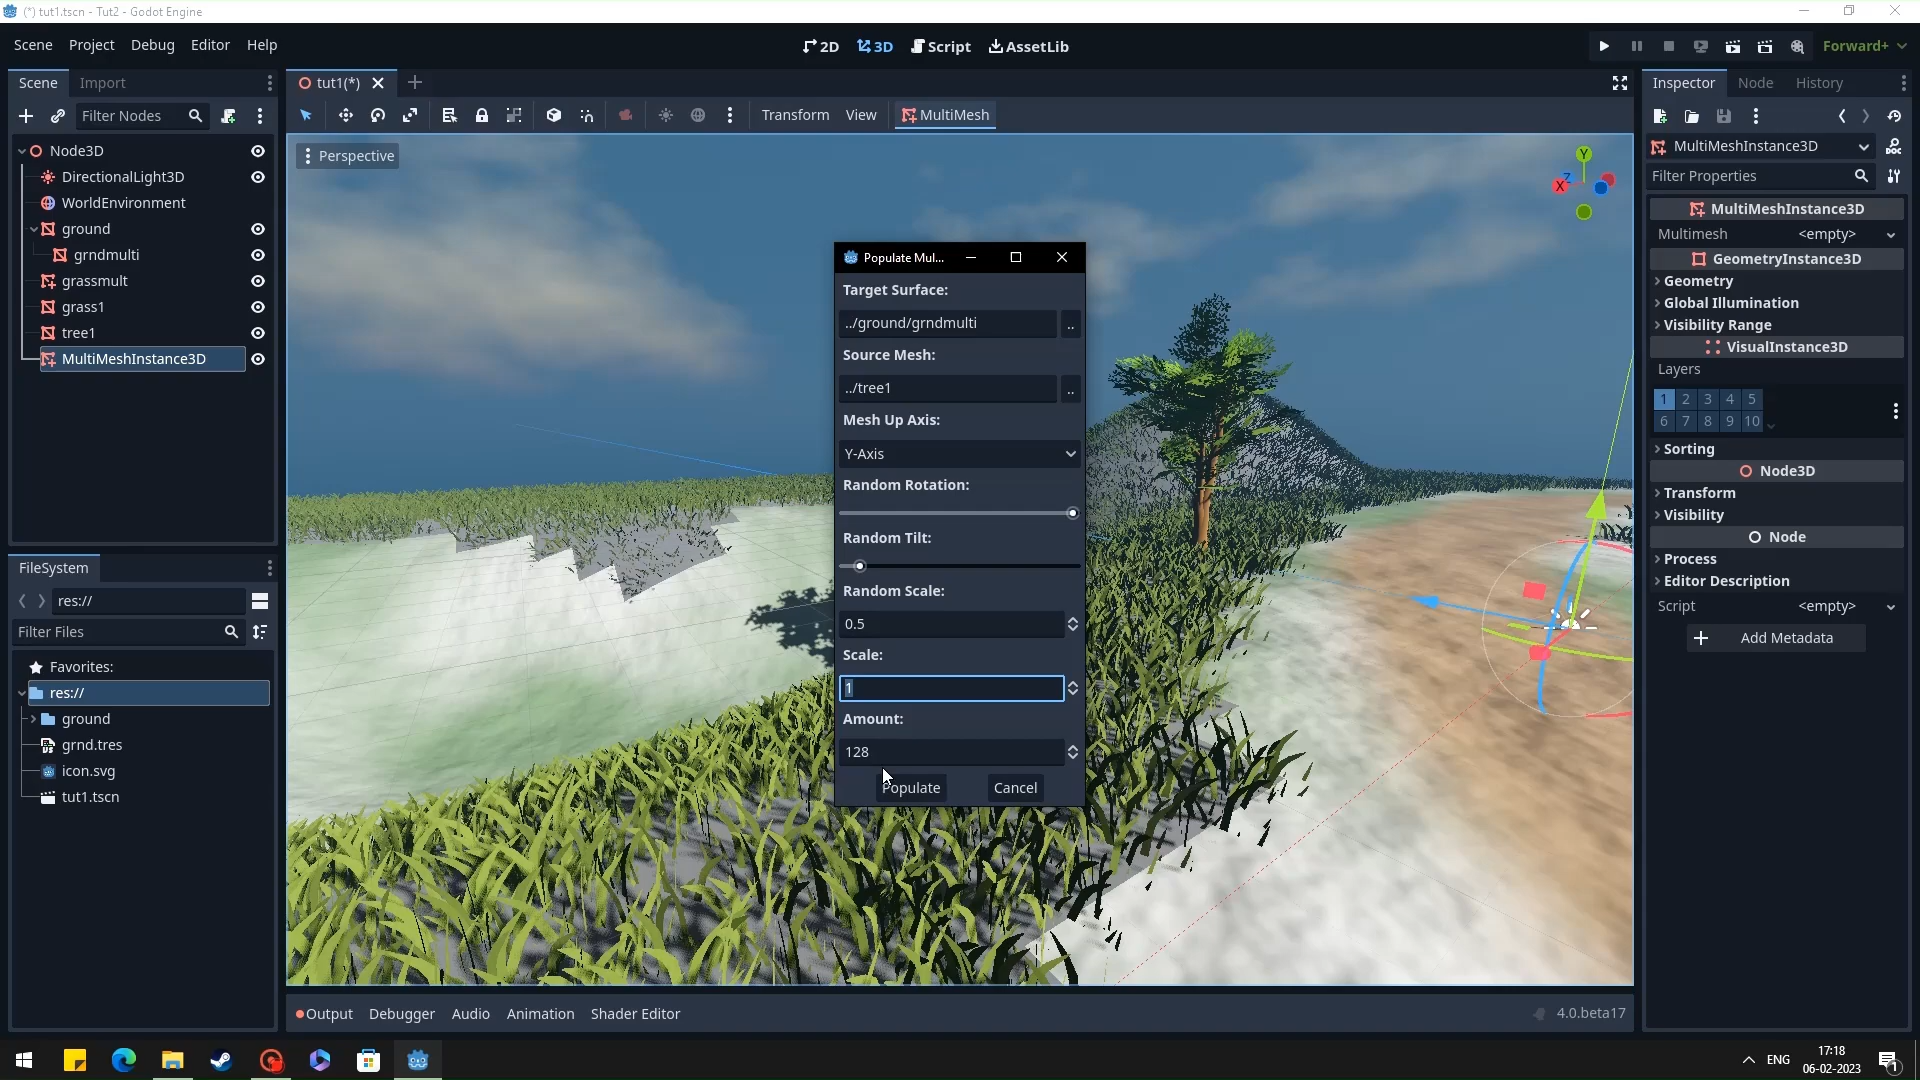 (*) tut1.tscn - Tut2 - Godot Engine
Scene Project Debug Editor Help
2D 3D Script AssetLib
Forward+
Scene Import
tut1(*)
Inspector Node History
Filter Nodes
Transform View MultiMesh
Node3D
DirectionalLight3D
WorldEnvironment
ground
grndmulti
grassmult
grass1
tree1
MultiMeshInstance3D
FileSystem
res://
Filter Files
Favorites:
res://
ground
grnd.tres
icon.svg
tut1.tscn
Perspective
Y
X
Z
Populate Mul...
Target Surface:
../ground/grndmulti ..
Source Mesh:
../tree1 ..
Mesh Up Axis:
Y-Axis
Random Rotation:
Random Tilt:
Random Scale:
0.5
Scale:
1
Amount:
128
Populate Cancel
Output Debugger Audio Animation Shader Editor
4.0.beta17
MultiMeshInstance3D
Filter Properties
MultiMeshInstance3D
Multimesh <empty>
GeometryInstance3D
Geometry
Global Illumination
Visibility Range
VisualInstance3D
Layers
1 2 3 4 5
6 7 8 9 10
Sorting
Node3D
Transform
Visibility
Node
Process
Editor Description
Script <empty>
Add Metadata
ENG
17:18
06-02-2023
1